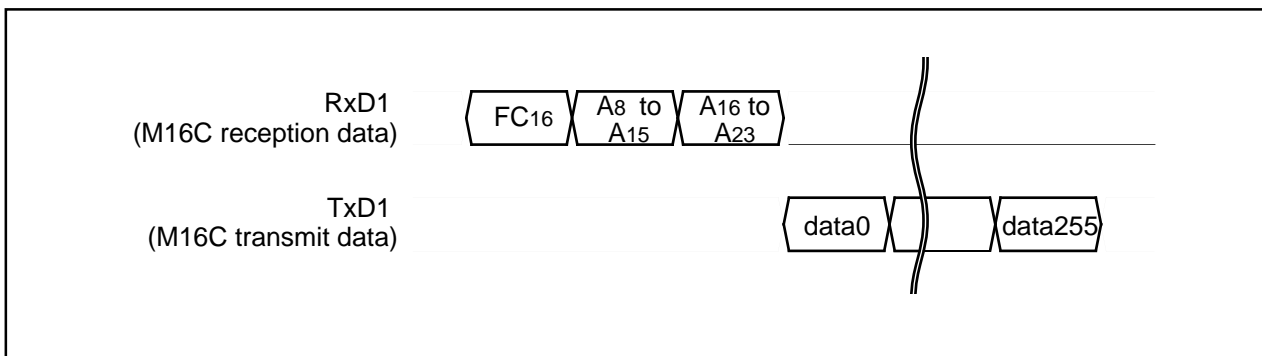 RxD1
(M16C reception data)
FC16
A8 to
A15
A16 to
A23
TxD1
(M16C transmit data)
data0
data255